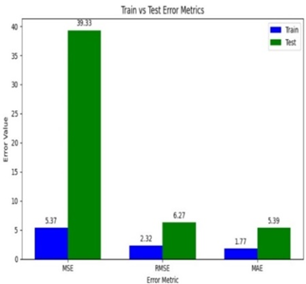 Train vs Test Error Metrics
Train
Test
Error Value
40
35
30
25
20
15
10
5
0
39.33
5.37
2.32
6.27
1.77
5.39
MSE
RMSE
MAE
Error Metric